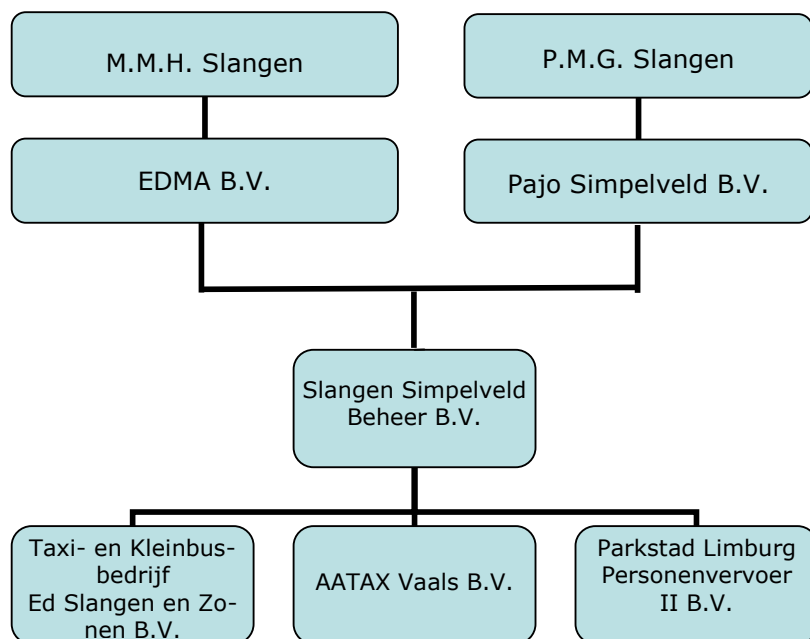 M.M.H. Slangen
P.M.G. Slangen
EDMA B.V.
Pajo Simpelveld B.V.
Slangen Simpelveld
Beheer B.V.
Taxi- en Kleinbus-
bedrijf
Ed Slangen en Zo-
nen B.V.
AATAX Vaals B.V.
Parkstad Limburg
Personenvervoer
II B.V.